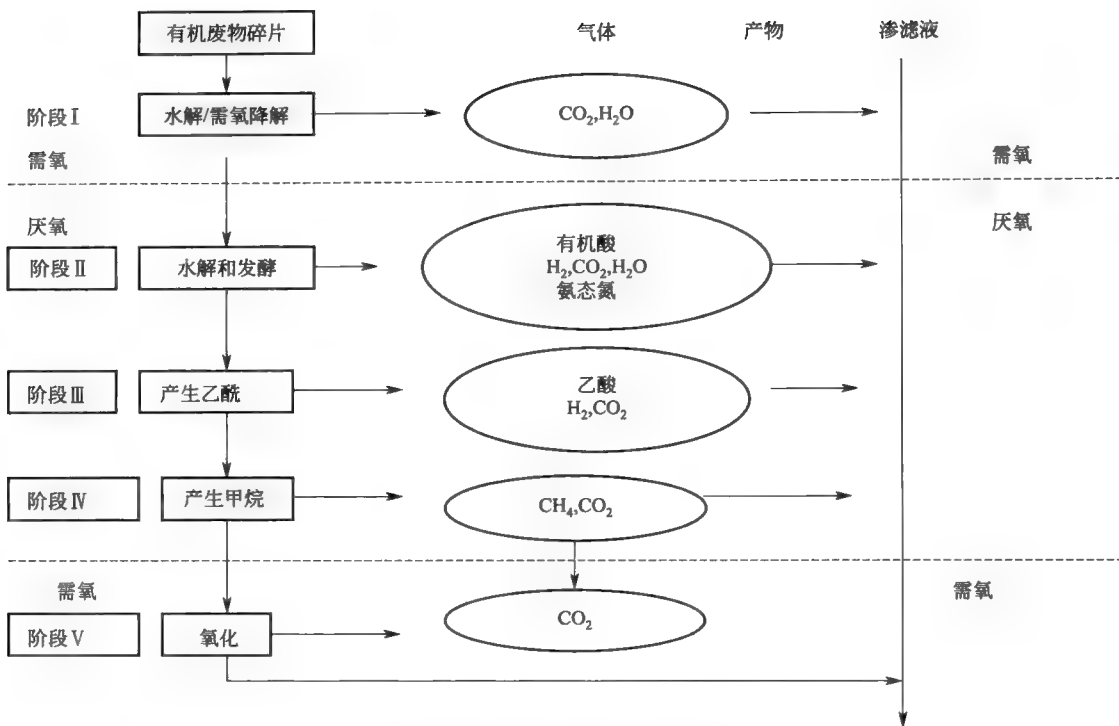 有机废物碎片
气体
产物
渗滤液
阶段Ⅰ
水解/需氧降解
CO₂,H₂O
需氧
需氧
厌氧
厌氧
阶段Ⅱ
水解和发酵
有机酸
H₂,CO₂,H₂O
氨态氮
阶段Ⅲ
产生乙酰
乙酸
H₂,CO₂
阶段Ⅳ
产生甲烷
CH₄,CO₂
需氧
需氧
阶段Ⅴ
氧化
CO₂